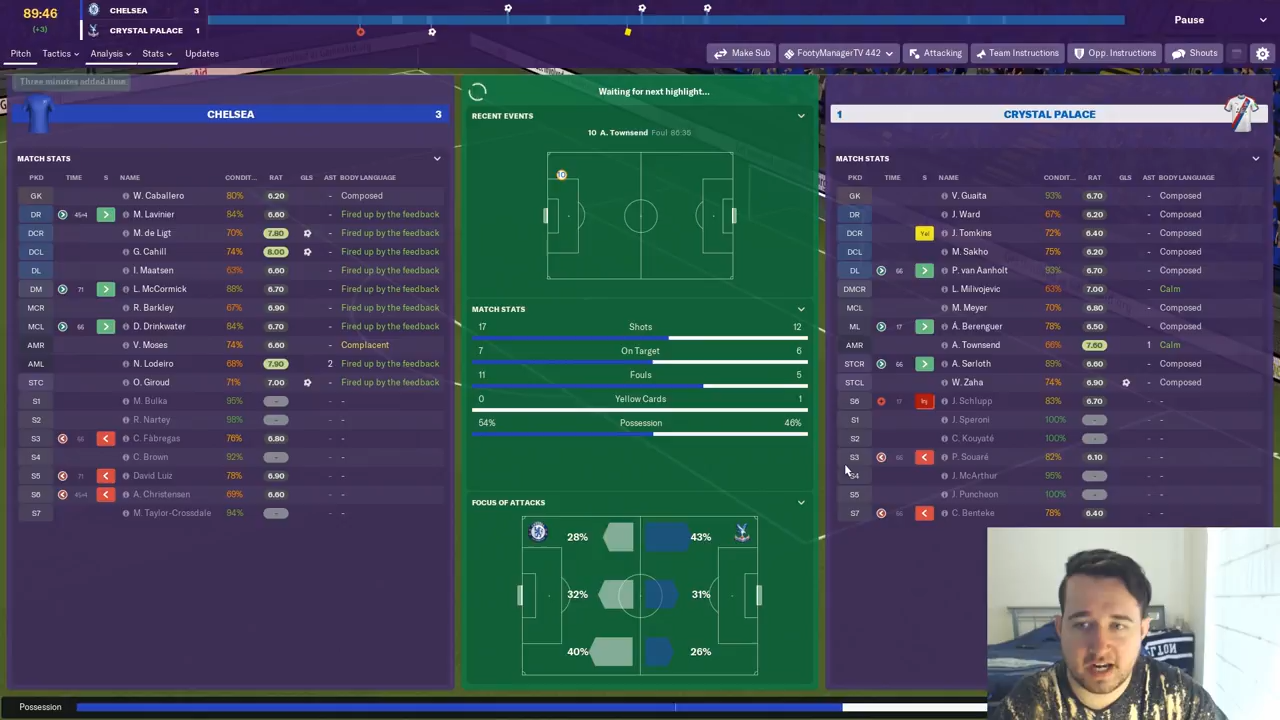 89:46
(+3)
CHELSEA 3
CRYSTAL PALACE 1
Pause
Pitch Tactics Analysis Stats Updates
Make Sub FootyManagerTV 442 Attacking Team Instructions Opp. Instructions Shouts
Three minutes added time
CHELSEA 3
MATCH STATS
PKD TIME S NAME CONDIT... RAT GLS AST BODY LANGUAGE
GK W. Caballero 80% 6.20 - Composed
DR 45+4 M. Lavinier 84% 6.60 - Fired up by the feedback
DCR M. de Ligt 70% 7.80 - Fired up by the feedback
DCL G. Cahill 74% 8.00 - Fired up by the feedback
DL I. Maatsen 63% 6.60 - Fired up by the feedback
DM 71 L. McCormick 88% 6.70 - Fired up by the feedback
MCR R. Barkley 67% 6.90 - Fired up by the feedback
MCL 66 D. Drinkwater 84% 6.70 - Fired up by the feedback
AMR V. Moses 74% 6.60 - Complacent
AML N. Lodeiro 68% 7.90 2 Fired up by the feedback
STC O. Giroud 71% 7.00 - Fired up by the feedback
S1 M. Bulka 95% - - -
S2 R. Nartey 98% - - -
S3 66 C. Fàbregas 76% 6.80 - -
S4 C. Brown 92% - - -
S5 71 David Luiz 78% 6.90 - -
S6 45+4 A. Christensen 69% 6.60 - -
S7 M. Taylor-Crossdale 94% - - -
Waiting for next highlight...
RECENT EVENTS
10 A. Townsend Foul 86:35
10
MATCH STATS
17 Shots 12
7 On Target 6
11 Fouls 5
0 Yellow Cards 1
54% Possession 46%
FOCUS OF ATTACKS
28% 43%
32% 31%
40% 26%
1 CRYSTAL PALACE
MATCH STATS
PKD TIME S NAME CONDIT... RAT GLS AST BODY LANGUAGE
GK V. Guaita 93% 6.70 - Composed
DR J. Ward 67% 6.20 - Composed
DCR Yel J. Tomkins 72% 6.40 - Composed
DCL M. Sakho 75% 6.20 - Composed
DL 66 P. van Aanholt 93% 6.70 - Composed
DMCR L. Milivojevic 63% 7.00 - Calm
MCL M. Meyer 70% 6.80 - Composed
ML 17 A. Berenguer 78% 6.50 - Composed
AMR A. Townsend 66% 7.60 1 Calm
STCR 66 A. Sørloth 89% 6.60 - Composed
STCL W. Zaha 74% 6.90 - Composed
S6 17 Inj J. Schlupp 83% 6.70 - -
S1 J. Speroni 100% - - -
S2 C. Kouyaté 100% - - -
S3 66 P. Souaré 82% 6.10 - -
S4 J. McArthur 95% - - -
S5 J. Puncheon 100% - - -
S7 66 C. Benteke 78% 6.40 - -
Possession